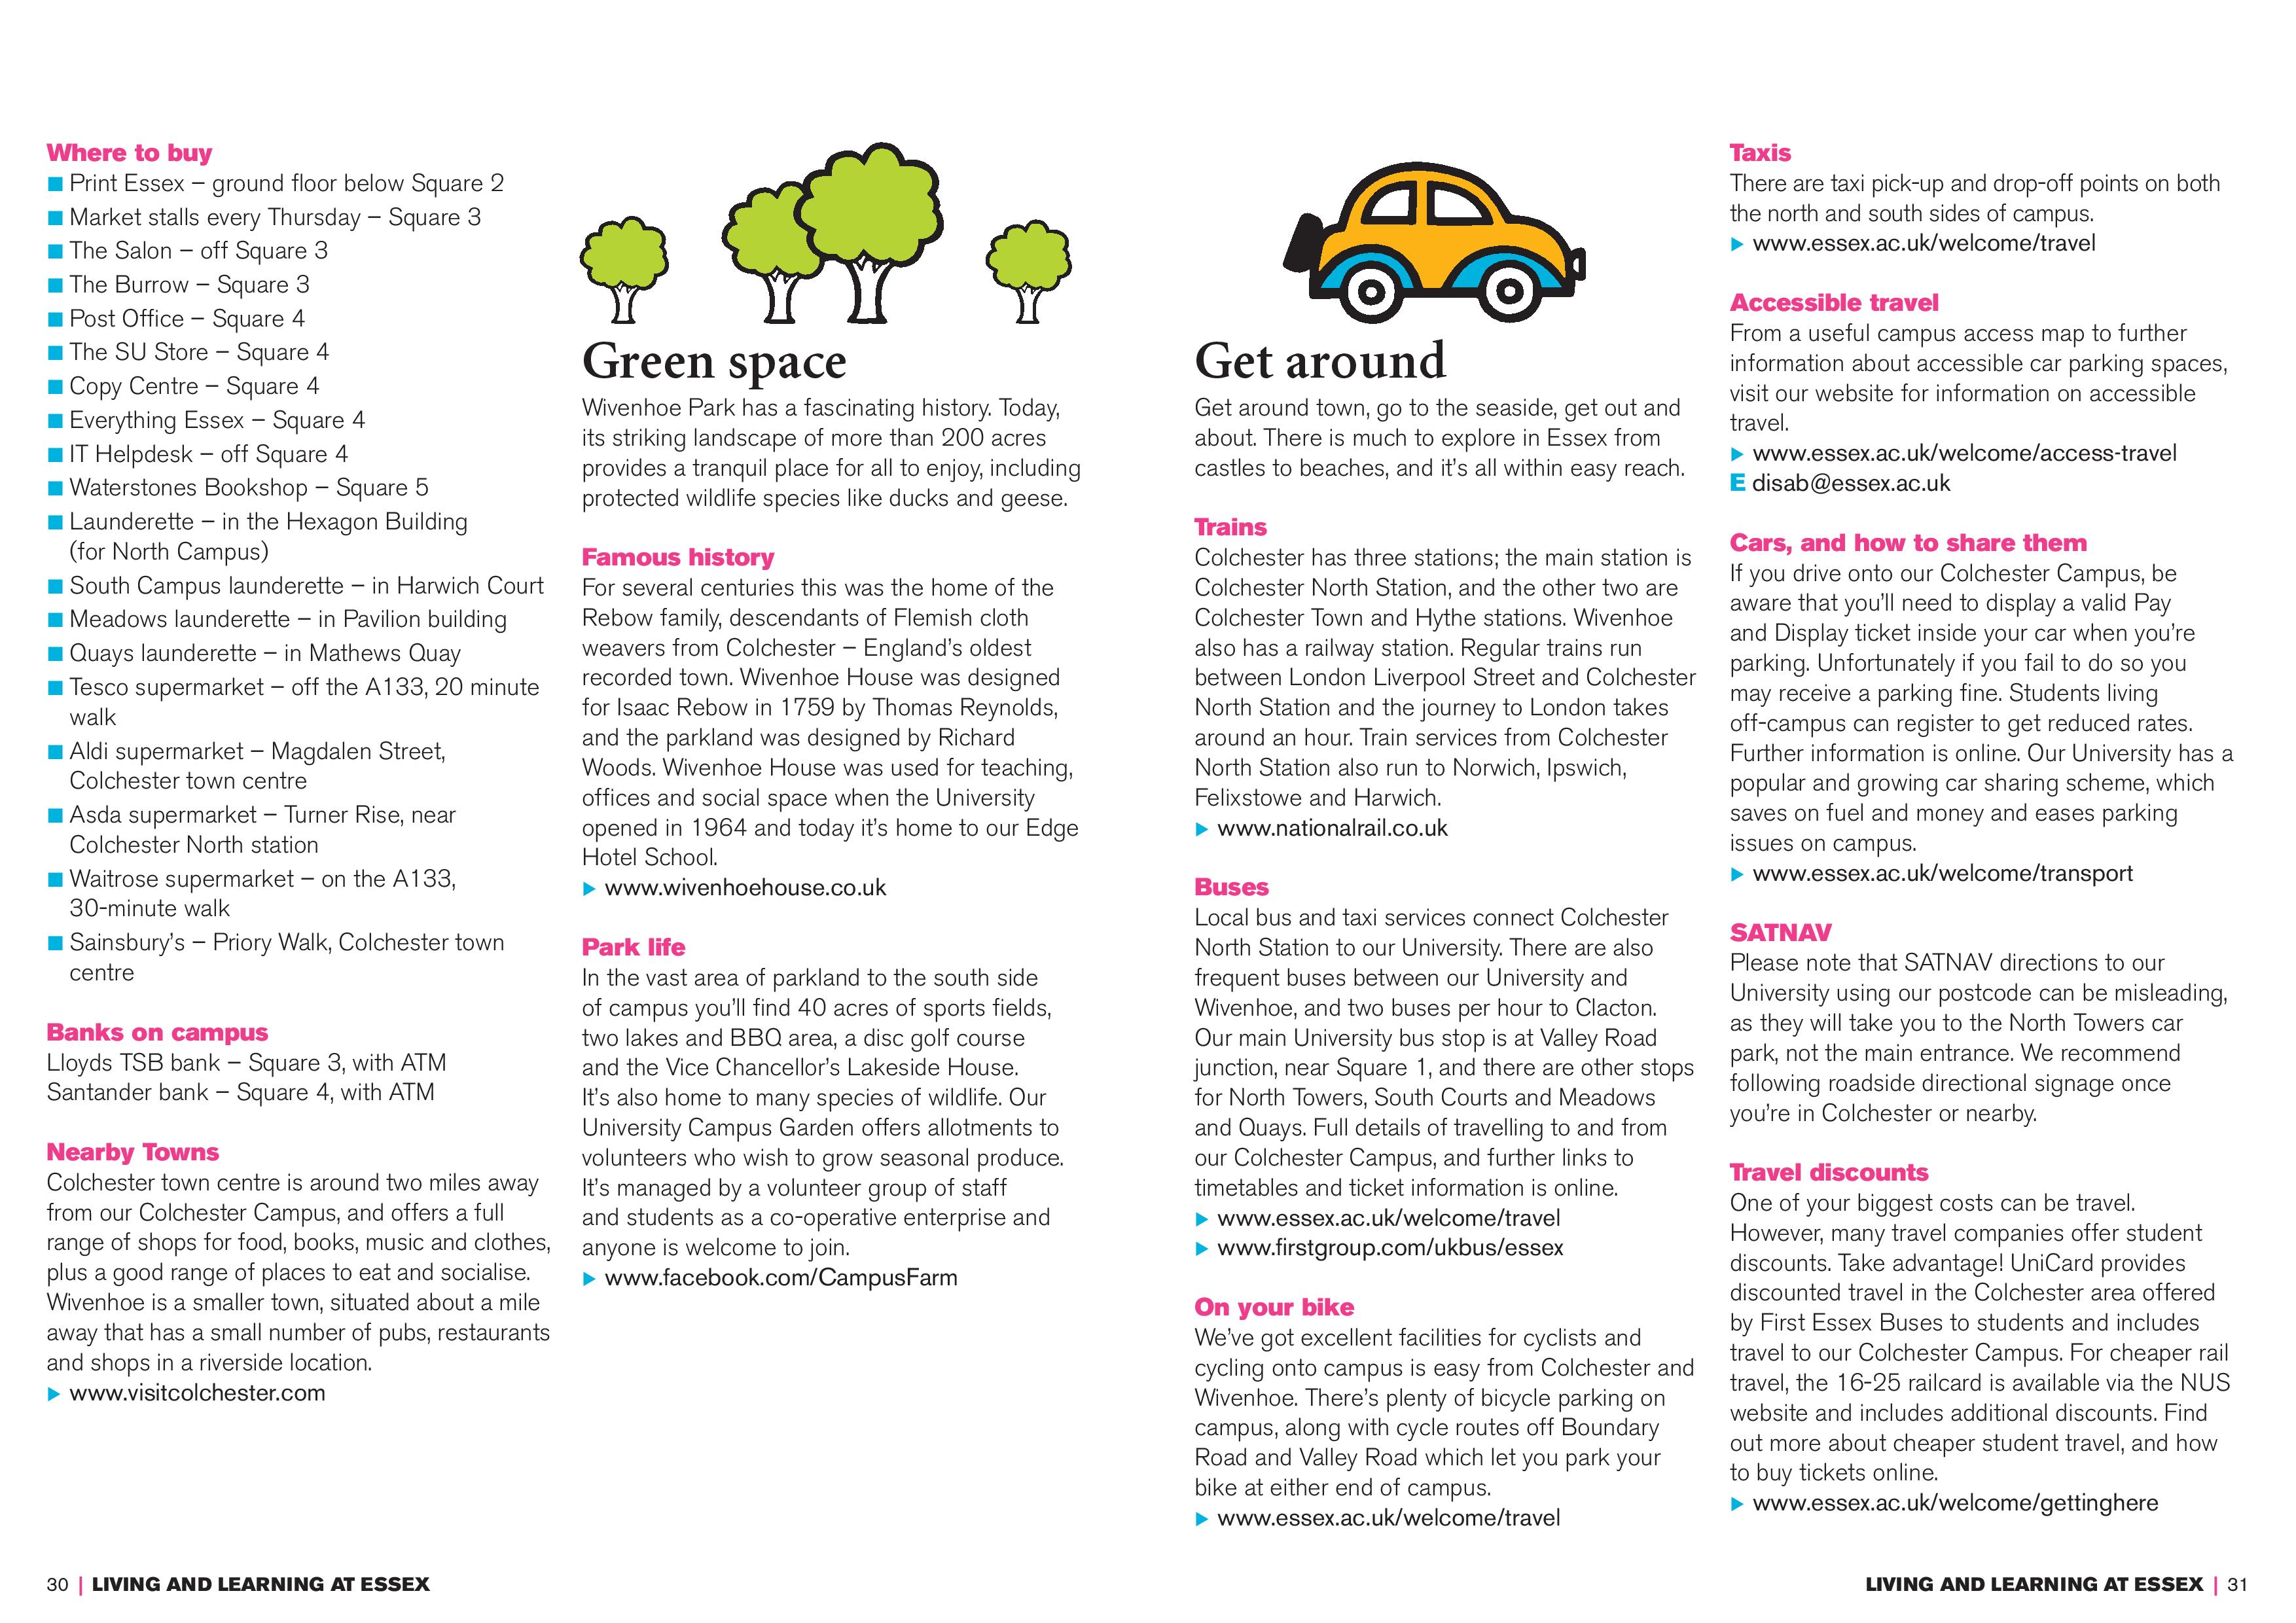 Where to buy
■ Print Essex – ground floor below Square 2
■ Market stalls every Thursday – Square 3
■ The Salon – off Square 3
■ The Burrow – Square 3
■ Post Office – Square 4
■ The SU Store – Square 4
■ Copy Centre – Square 4
■ Everything Essex – Square 4
■ IT Helpdesk – off Square 4
■ Waterstones Bookshop – Square 5
■ Launderette – in the Hexagon Building
(for North Campus)
■ South Campus launderette – in Harwich Court
■ Meadows launderette – in Pavilion building
■ Quays launderette – in Mathews Quay
■ Tesco supermarket – off the A133, 20 minute
walk
■ Aldi supermarket – Magdalen Street,
Colchester town centre
■ Asda supermarket – Turner Rise, near
Colchester North station
■ Waitrose supermarket – on the A133,
30-minute walk
■ Sainsbury's – Priory Walk, Colchester town
centre
Banks on campus
Lloyds TSB bank – Square 3, with ATM
Santander bank – Square 4, with ATM
Nearby Towns
Colchester town centre is around two miles away
from our Colchester Campus, and offers a full
range of shops for food, books, music and clothes,
plus a good range of places to eat and socialise.
Wivenhoe is a smaller town, situated about a mile
away that has a small number of pubs, restaurants
and shops in a riverside location.
▶ www.visitcolchester.com
Green space
Wivenhoe Park has a fascinating history. Today,
its striking landscape of more than 200 acres
provides a tranquil place for all to enjoy, including
protected wildlife species like ducks and geese.
Famous history
For several centuries this was the home of the
Rebow family, descendants of Flemish cloth
weavers from Colchester – England's oldest
recorded town. Wivenhoe House was designed
for Isaac Rebow in 1759 by Thomas Reynolds,
and the parkland was designed by Richard
Woods. Wivenhoe House was used for teaching,
offices and social space when the University
opened in 1964 and today it's home to our Edge
Hotel School.
▶ www.wivenhoehouse.co.uk
Park life
In the vast area of parkland to the south side
of campus you'll find 40 acres of sports fields,
two lakes and BBQ area, a disc golf course
and the Vice Chancellor's Lakeside House.
It's also home to many species of wildlife. Our
University Campus Garden offers allotments to
volunteers who wish to grow seasonal produce.
It's managed by a volunteer group of staff
and students as a co-operative enterprise and
anyone is welcome to join.
▶ www.facebook.com/CampusFarm
Get around
Get around town, go to the seaside, get out and
about. There is much to explore in Essex from
castles to beaches, and it's all within easy reach.
Trains
Colchester has three stations; the main station is
Colchester North Station, and the other two are
Colchester Town and Hythe stations. Wivenhoe
also has a railway station. Regular trains run
between London Liverpool Street and Colchester
North Station and the journey to London takes
around an hour. Train services from Colchester
North Station also run to Norwich, Ipswich,
Felixstowe and Harwich.
▶ www.nationalrail.co.uk
Buses
Local bus and taxi services connect Colchester
North Station to our University. There are also
frequent buses between our University and
Wivenhoe, and two buses per hour to Clacton.
Our main University bus stop is at Valley Road
junction, near Square 1, and there are other stops
for North Towers, South Courts and Meadows
and Quays. Full details of travelling to and from
our Colchester Campus, and further links to
timetables and ticket information is online.
▶ www.essex.ac.uk/welcome/travel
▶ www.firstgroup.com/ukbus/essex
On your bike
We've got excellent facilities for cyclists and
cycling onto campus is easy from Colchester and
Wivenhoe. There's plenty of bicycle parking on
campus, along with cycle routes off Boundary
Road and Valley Road which let you park your
bike at either end of campus.
▶ www.essex.ac.uk/welcome/travel
Taxis
There are taxi pick-up and drop-off points on both
the north and south sides of campus.
▶ www.essex.ac.uk/welcome/travel
Accessible travel
From a useful campus access map to further
information about accessible car parking spaces,
visit our website for information on accessible
travel.
▶ www.essex.ac.uk/welcome/access-travel
E disab@essex.ac.uk
Cars, and how to share them
If you drive onto our Colchester Campus, be
aware that you'll need to display a valid Pay
and Display ticket inside your car when you're
parking. Unfortunately if you fail to do so you
may receive a parking fine. Students living
off-campus can register to get reduced rates.
Further information is online. Our University has a
popular and growing car sharing scheme, which
saves on fuel and money and eases parking
issues on campus.
▶ www.essex.ac.uk/welcome/transport
SATNAV
Please note that SATNAV directions to our
University using our postcode can be misleading,
as they will take you to the North Towers car
park, not the main entrance. We recommend
following roadside directional signage once
you're in Colchester or nearby.
Travel discounts
One of your biggest costs can be travel.
However, many travel companies offer student
discounts. Take advantage! UniCard provides
discounted travel in the Colchester area offered
by First Essex Buses to students and includes
travel to our Colchester Campus. For cheaper rail
travel, the 16-25 railcard is available via the NUS
website and includes additional discounts. Find
out more about cheaper student travel, and how
to buy tickets online.
▶ www.essex.ac.uk/welcome/gettinghere
30 | LIVING AND LEARNING AT ESSEX
LIVING AND LEARNING AT ESSEX | 31